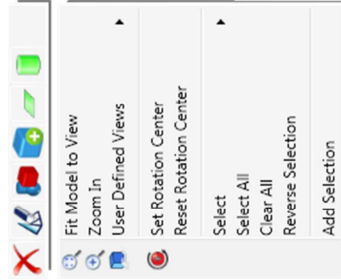 Fit Model to View
Zoom In
User Defined Views
Set Rotation Center
Reset Rotation Center
Select
Select All
Clear All
Reverse Selection
Add Selection